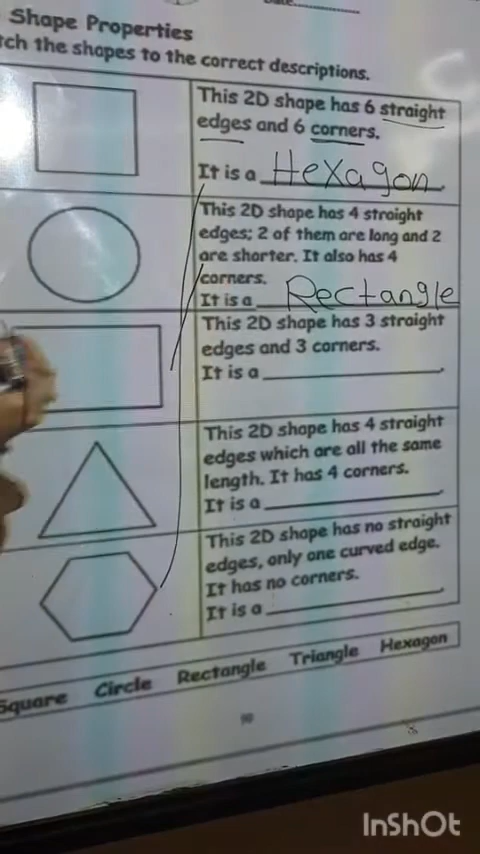 Date
Shape Properties
tch the shapes to the correct descriptions.
This 2D shape has 6 straight
edges and 6 corners.
It is a Hexagon.
This 2D shape has 4 straight
edges; 2 of them are long and 2
are shorter. It also has 4
corners.
It is a Rectangle
This 2D shape has 3 straight
edges and 3 corners.
It is a
This 2D shape has 4 straight
edges which are all the same
length. It has 4 corners.
It is a
This 2D shape has no straight
edges, only one curved edge.
It has no corners.
It is a
Square Circle Rectangle Triangle Hexagon
InShOt